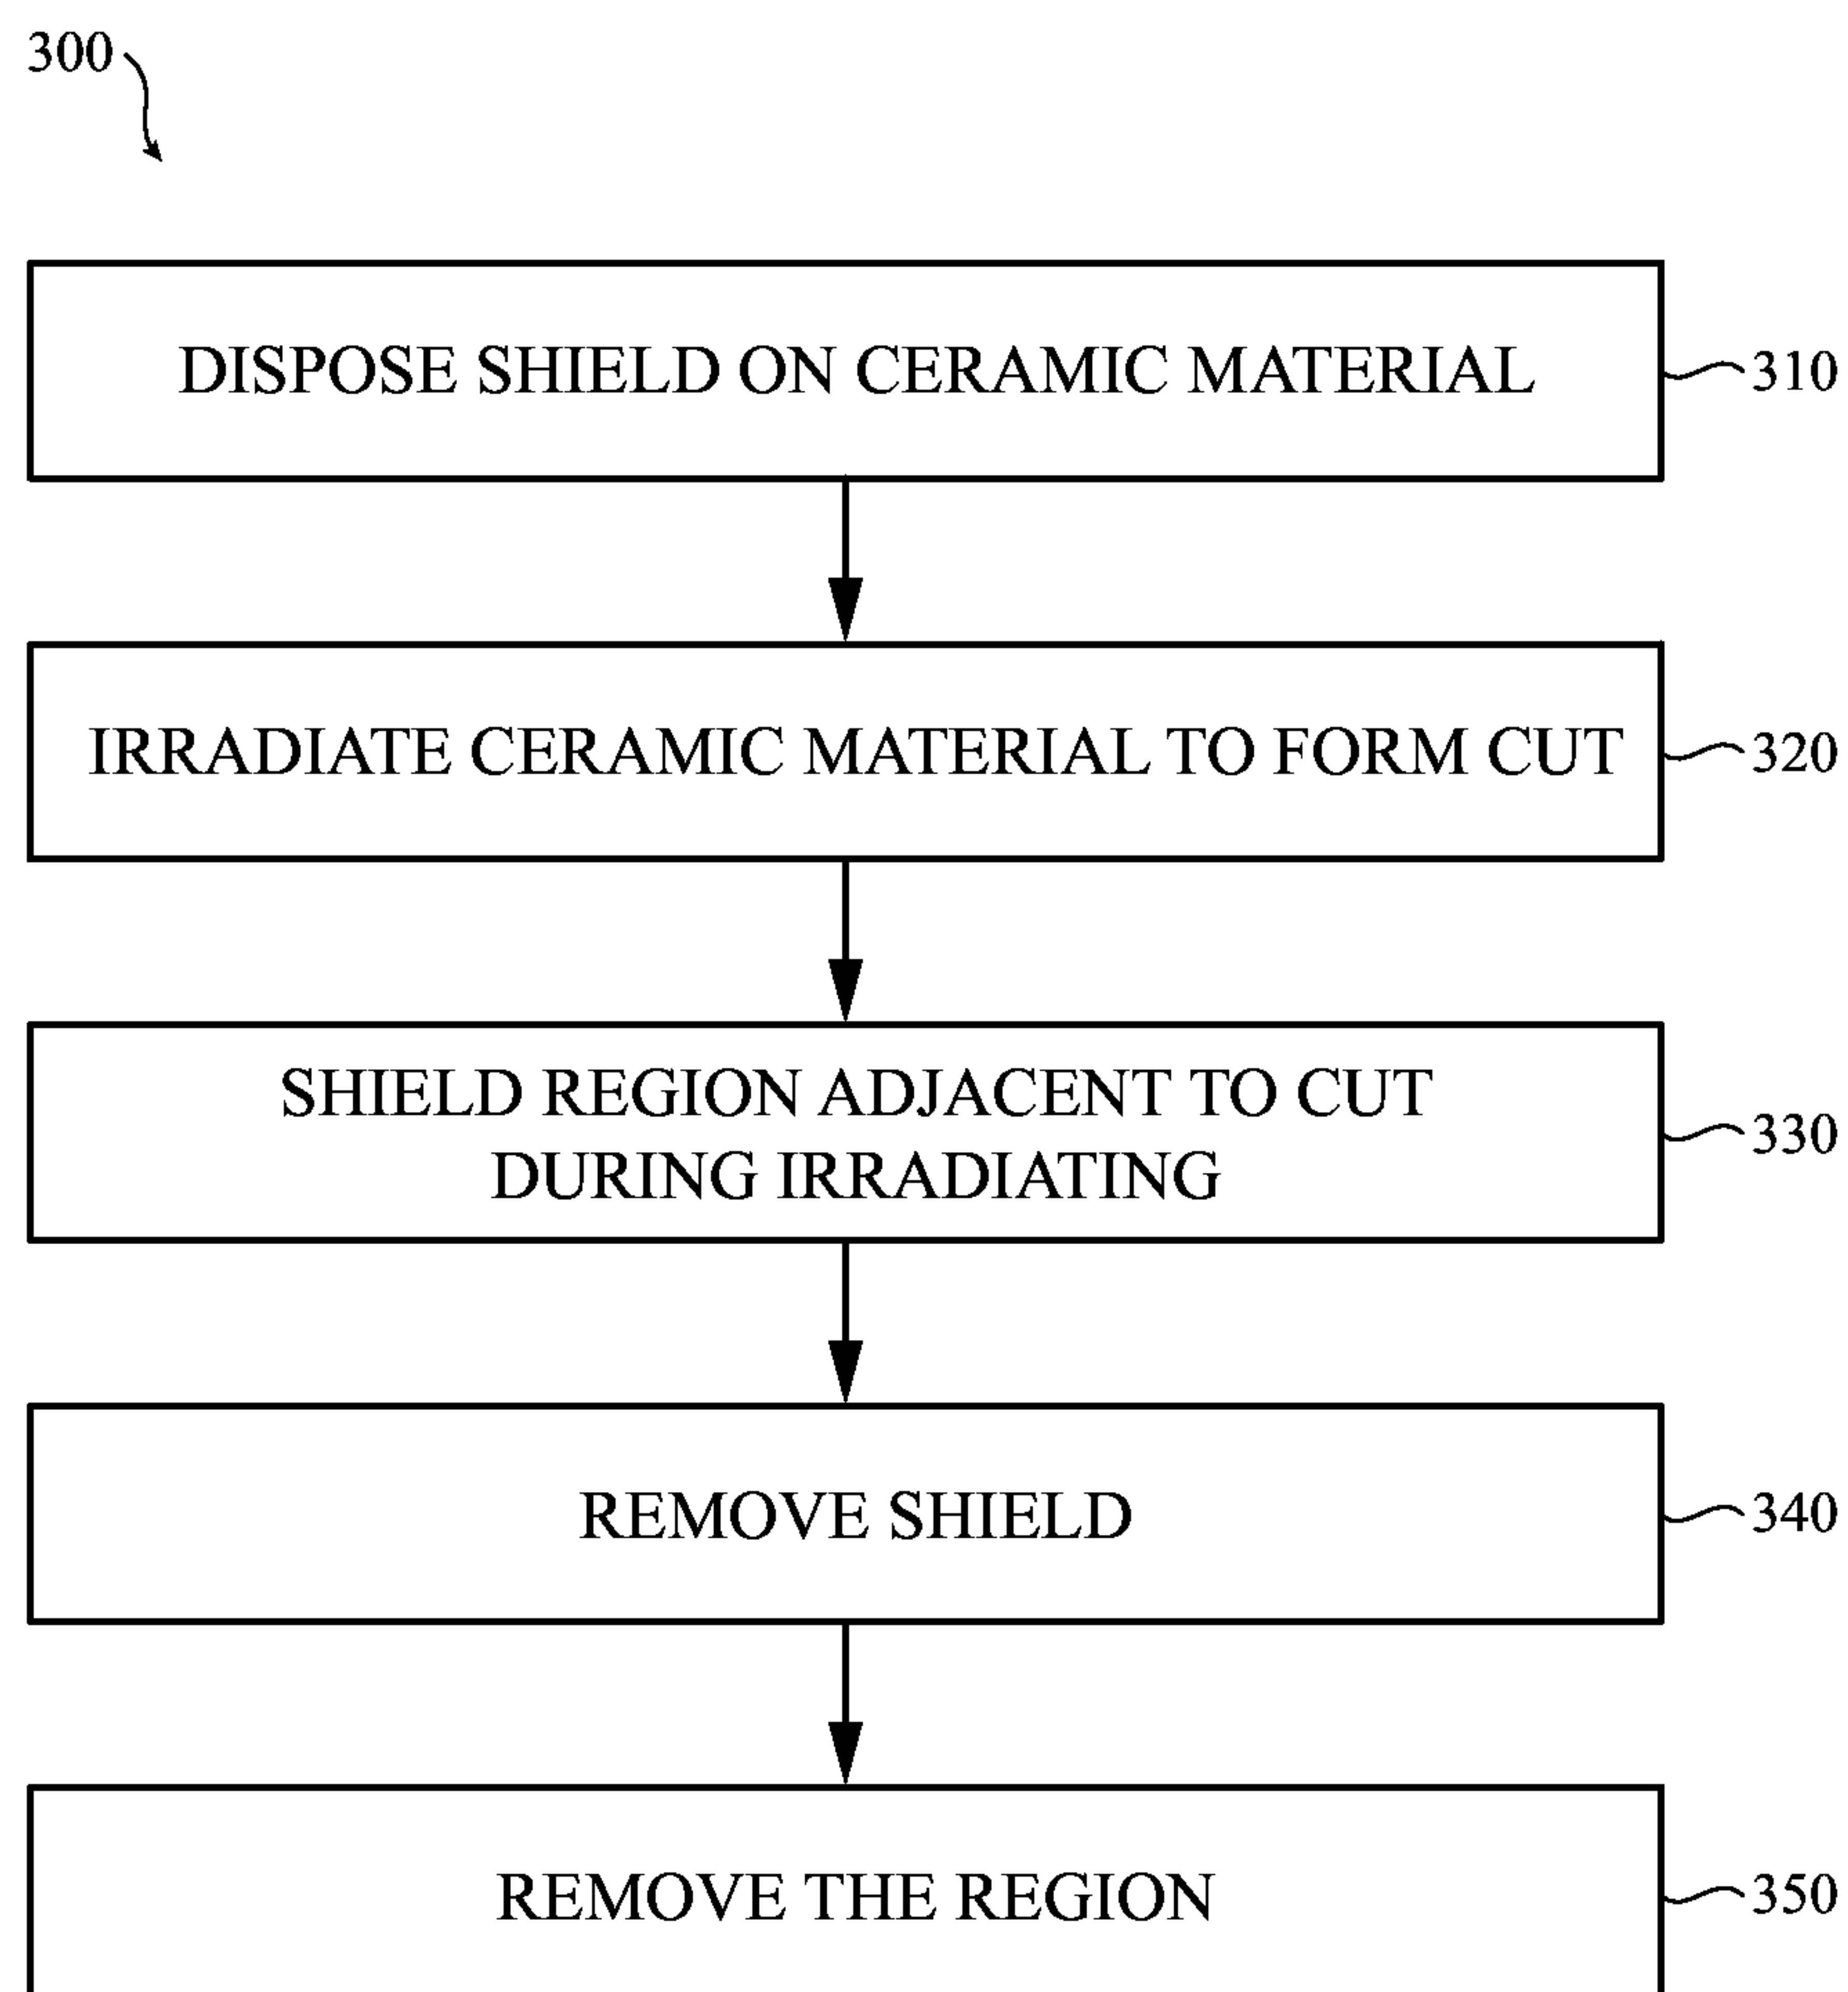 300
DISPOSE SHIELD ON CERAMIC MATERIAL
310
IRRADIATE CERAMIC MATERIAL TO FORM CUT
320
SHIELD REGION ADJACENT TO CUT
DURING IRRADIATING
330
REMOVE SHIELD
340
REMOVE THE REGION
350